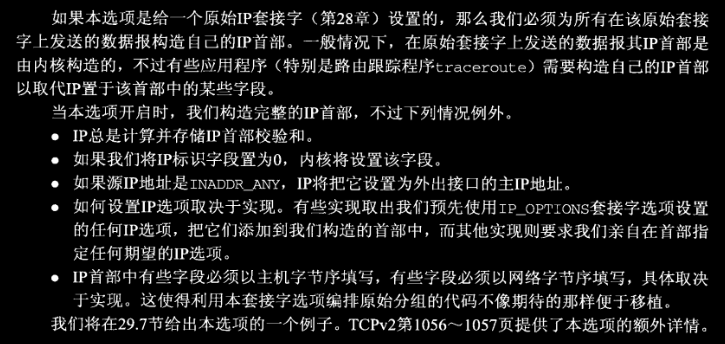 如果本选项是给一个原始IP套接字（第28章）设置的，那么我们必须为所有在该原始套接
字上发送的数据报构造自己的IP首部。一般情况下，在原始套接字上发送的数据报其IP首部是
由内核构造的，不过有些应用程序（特别是路由跟踪程序traceroute）需要构造自己的IP首部
以取代IP置于该首部中的某些字段。
当本选项开启时，我们构造完整的IP首部，不过下列情况例外。
● IP总是计算并存储IP首部校验和。
● 如果我们将IP标识字段置为0，内核将设置该字段。
● 如果源IP地址是INADDR_ANY，IP将把它设置为外出接口的主IP地址。
● 如何设置IP选项取决于实现。有些实现取出我们预先使用IP_OPTIONS套接字选项设置
的任何IP选项，把它们添加到我们构造的首部中，而其他实现则要求我们亲自在首部指
定任何期望的IP选项。
● IP首部中有些字段必须以主机字节序填写，有些字段必须以网络字节序填写，具体取决
于实现。这使得利用本套接字选项编排原始分组的代码不像期待的那样便于移植。
我们将在29.7节给出本选项的一个例子。TCPv2第1056～1057页提供了本选项的额外详情。